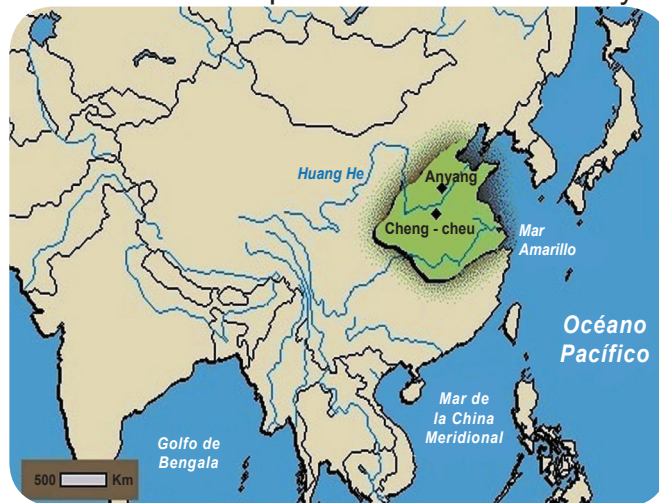 Huang He
Anyang
Cheng - cheu
Mar
Amarillo
Océano
Pacífico
Mar de
la China
Meridional
Golfo de
Bengala
500 Km